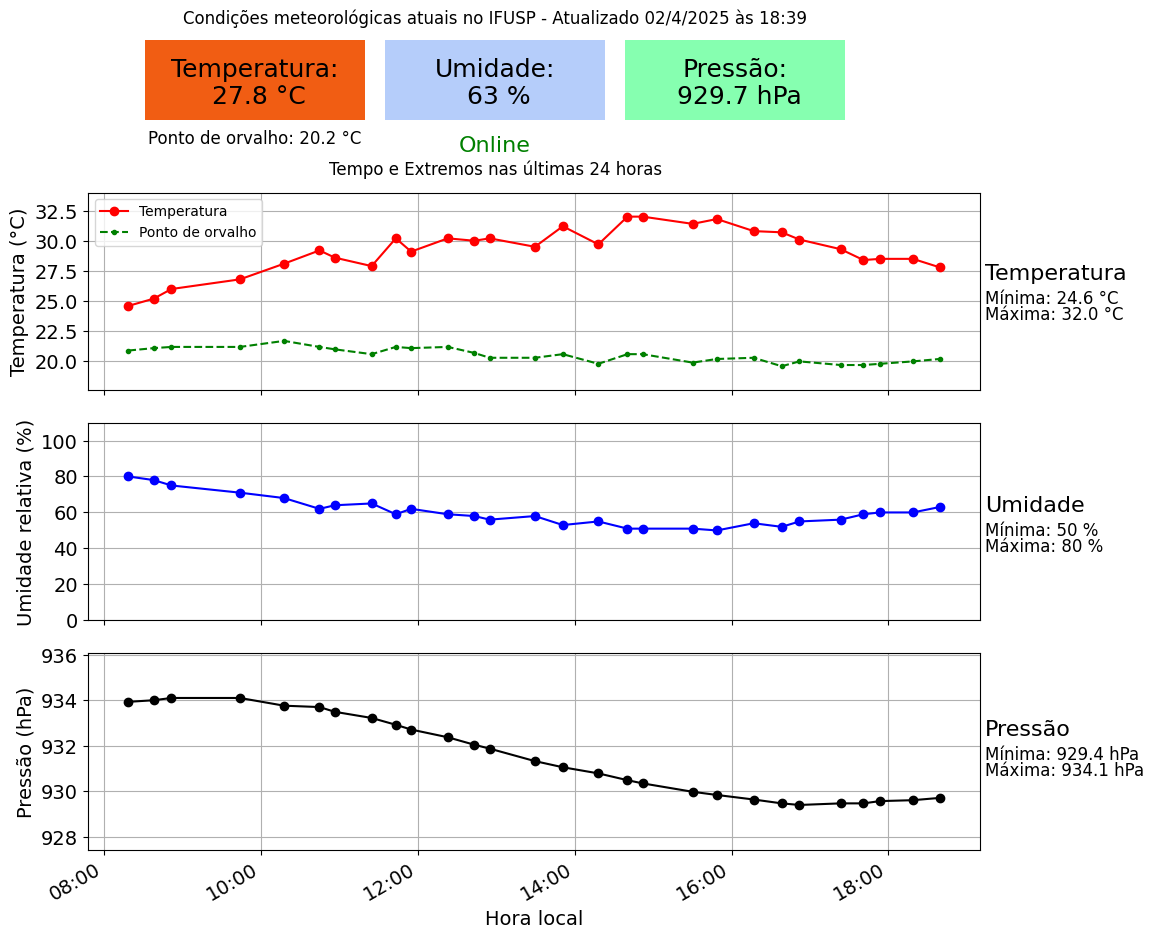 Condições meteorológicas atuais no IFUSP - Atualizado 02/4/2025 às 18:39
Temperatura:
27.8 °C
Umidade:
63 %
Pressão:
929.7 hPa
Ponto de orvalho: 20.2 °C
Online
Tempo e Extremos nas últimas 24 horas
Temperatura (°C)
32.5
30.0
27.5
25.0
22.5
20.0
Temperatura
Ponto de orvalho
Temperatura
Mínima: 24.6 °C
Máxima: 32.0 °C
Umidade relativa (%)
100
80
60
40
20
0
Umidade
Mínima: 50 %
Máxima: 80 %
Pressão (hPa)
936
934
932
930
928
Pressão
Mínima: 929.4 hPa
Máxima: 934.1 hPa
08:00
10:00
12:00
14:00
16:00
18:00
Hora local